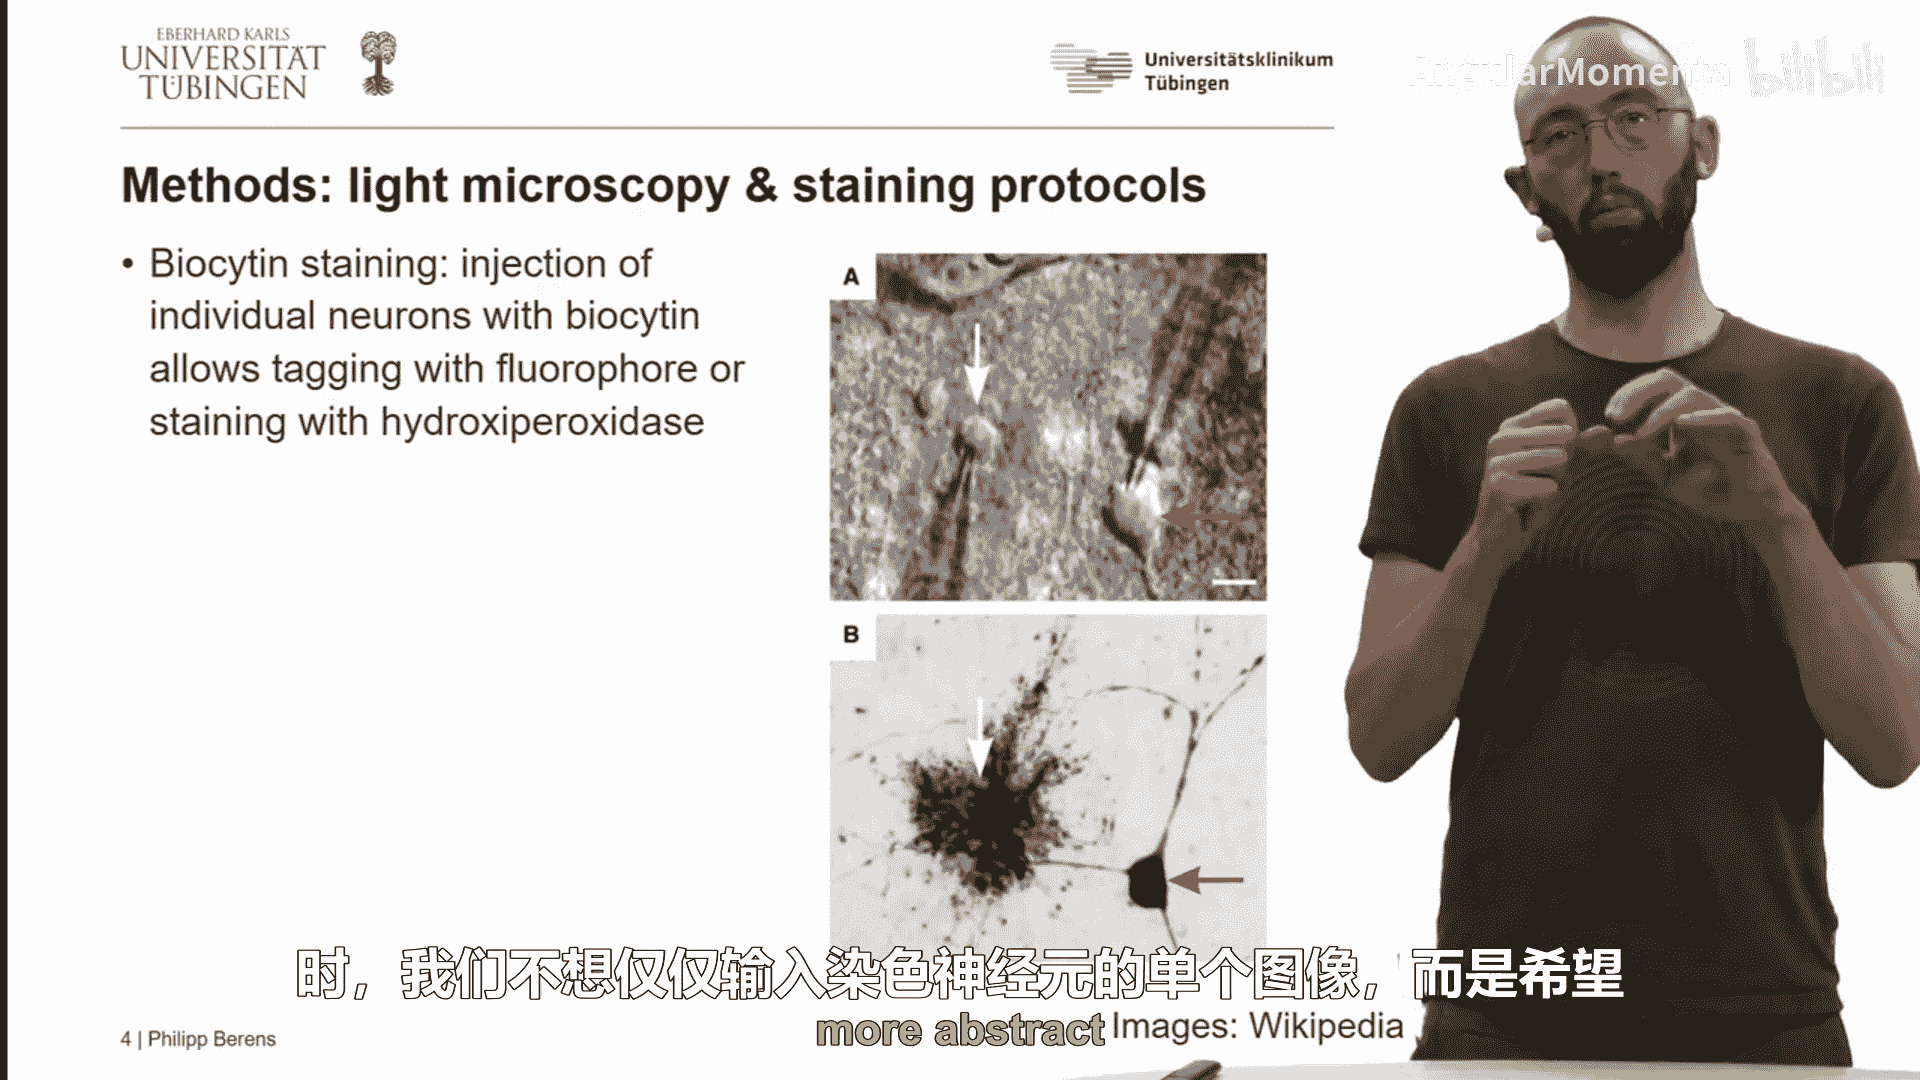 EBERHARD KARLS
UNIVERSITÄT
TÜBINGEN
Universitätsklinikum
Tübingen
bilibili
Methods: light microscopy & staining protocols
• Biocytin staining: injection of
individual neurons with biocytin
allows tagging with fluorophore or
staining with hydroxiperoxidase
A
B
时，我们不想仅仅输入染色神经元的单个图像，而是希望
more abstract
Images: Wikipedia
4 | Philipp Berens